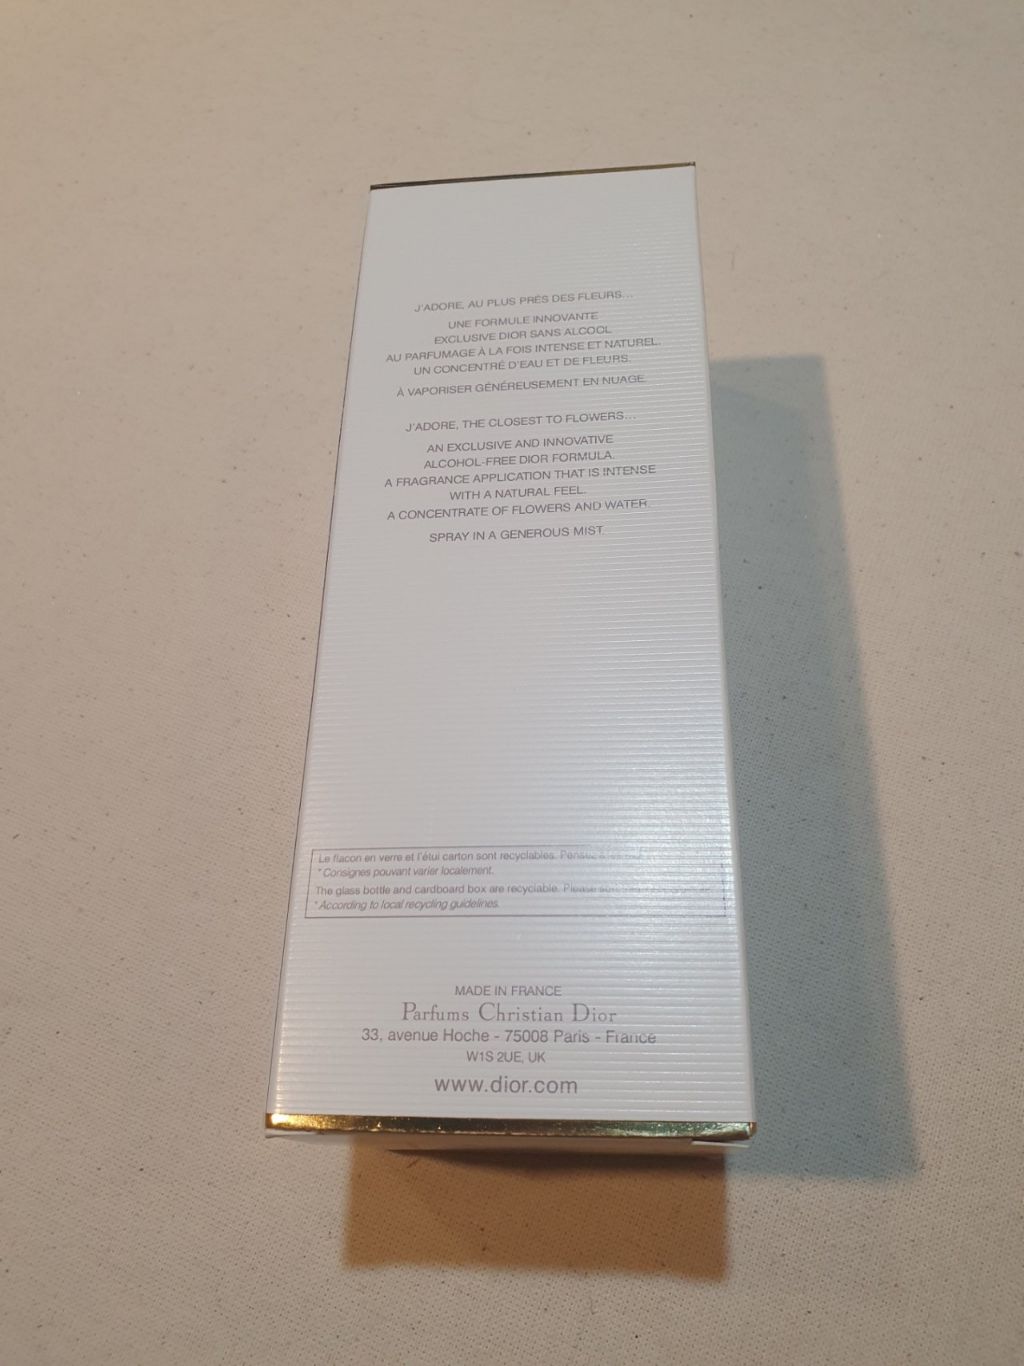 J'ADORE, AU PLUS PRÈS DES FLEURS...
UNE FORMULE INNOVANTE
EXCLUSIVE DIOR SANS ALCOOL
AU PARFUMAGE À LA FOIS INTENSE ET NATUREL.
UN CONCENTRÉ D'EAU ET DE FLEURS.
À VAPORISER GÉNÉREUSEMENT EN NUAGE.
J'ADORE, THE CLOSEST TO FLOWERS...
AN EXCLUSIVE AND INNOVATIVE
ALCOHOL-FREE DIOR FORMULA.
A FRAGRANCE APPLICATION THAT IS INTENSE
WITH A NATURAL FEEL.
A CONCENTRATE OF FLOWERS AND WATER.
SPRAY IN A GENEROUS MIST.
Le flacon en verre et l'étui carton sont recyclables. Pensez à
*Consignes pouvant varier localement.
The glass bottle and cardboard box are recyclable. Please
*According to local recycling guidelines.
MADE IN FRANCE
Parfums Christian Dior
33, avenue Hoche - 75008 Paris - France
W1S 2UE, UK
www.dior.com